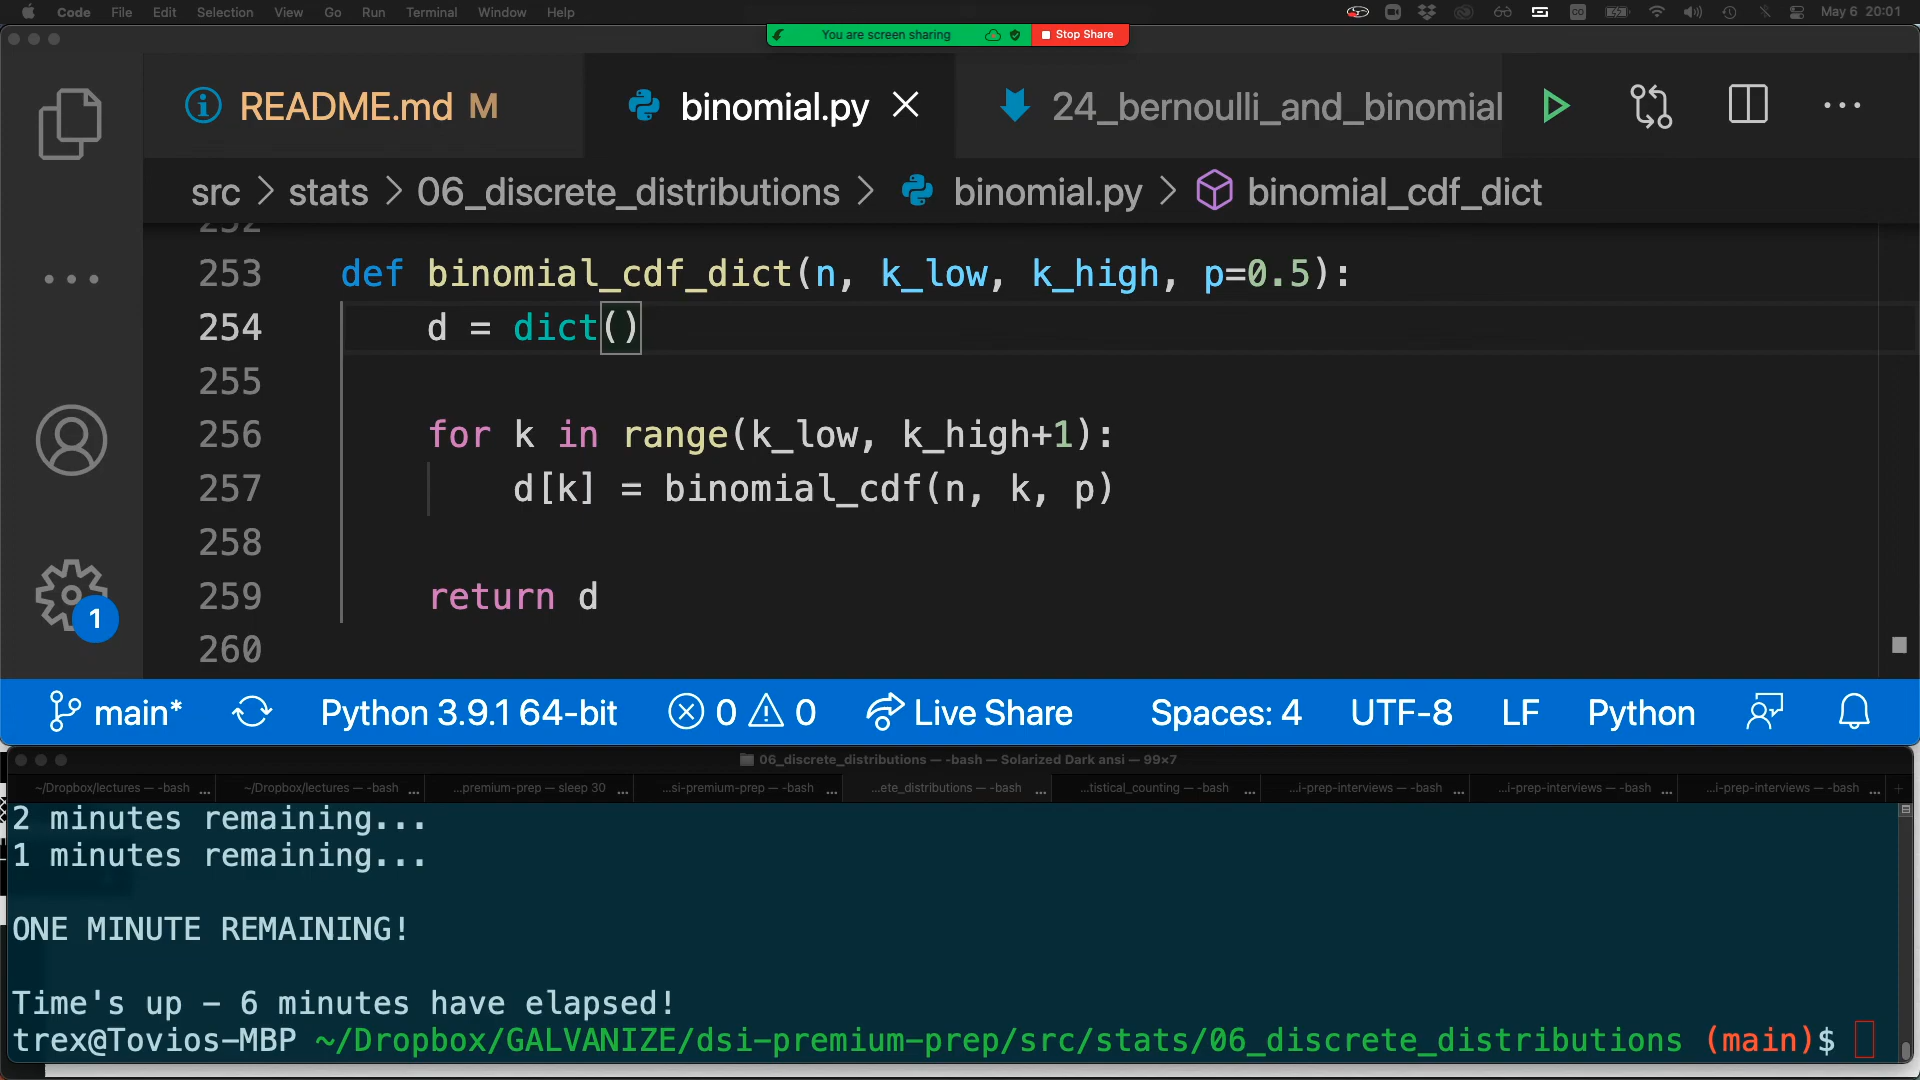 Code File Edit Selection View Go Run Terminal Window Help May 6 20:01
You are screen sharing Stop Share
README.md M binomial.py 24_bernoulli_and_binomial
src > stats > 06_discrete_distributions > binomial.py > binomial_cdf_dict
252
253 def binomial_cdf_dict(n, k_low, k_high, p=0.5):
254 d = dict()
255
256 for k in range(k_low, k_high+1):
257 d[k] = binomial_cdf(n, k, p)
258
259 return d
260
1
main* Python 3.9.1 64-bit 0 0 Live Share Spaces: 4 UTF-8 LF Python
06_discrete_distributions — -bash — Solarized Dark ansi — 99×7
~/Dropbox/lectures — -bash ... ~/Dropbox/lectures — -bash ... ...premium-prep — sleep 30 ... ...si-premium-prep — -bash ... ...ete_distributions — -bash ... ...tistical_counting — -bash ... ...i-prep-interviews — -bash ... ...i-prep-interviews — -bash ... ...i-prep-interviews — -bash ... +
2 minutes remaining...
1 minutes remaining...
ONE MINUTE REMAINING!
Time's up – 6 minutes have elapsed!
trex@Tovios-MBP ~/Dropbox/GALVANIZE/dsi-premium-prep/src/stats/06_discrete_distributions (main)$